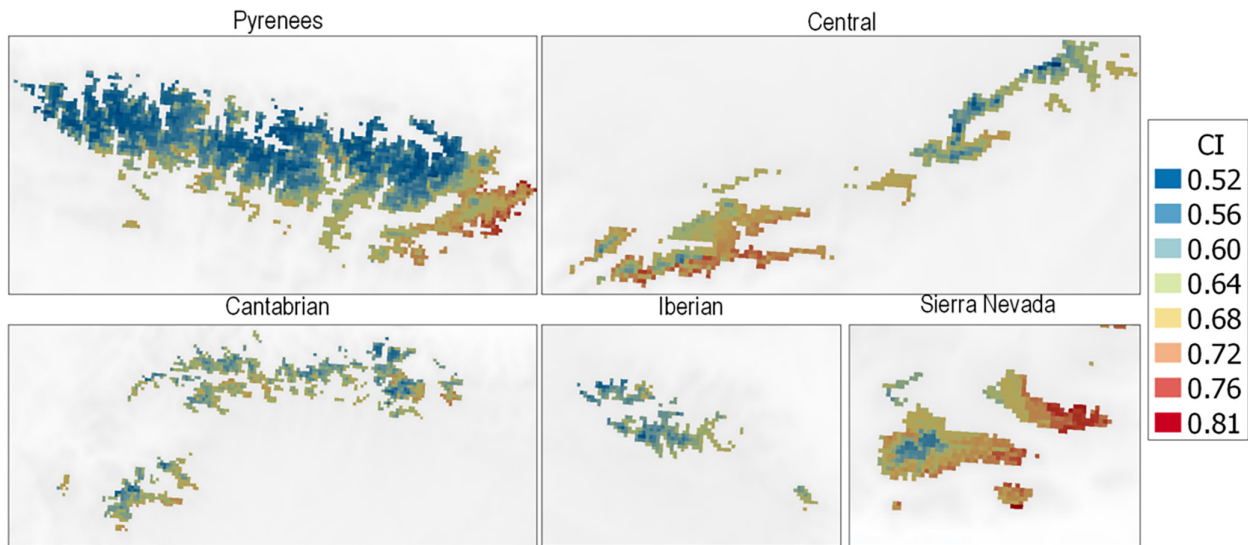 Pyrenees
Central
Cantabrian
Iberian
Sierra Nevada
CI
0.52
0.56
0.60
0.64
0.68
0.72
0.76
0.81